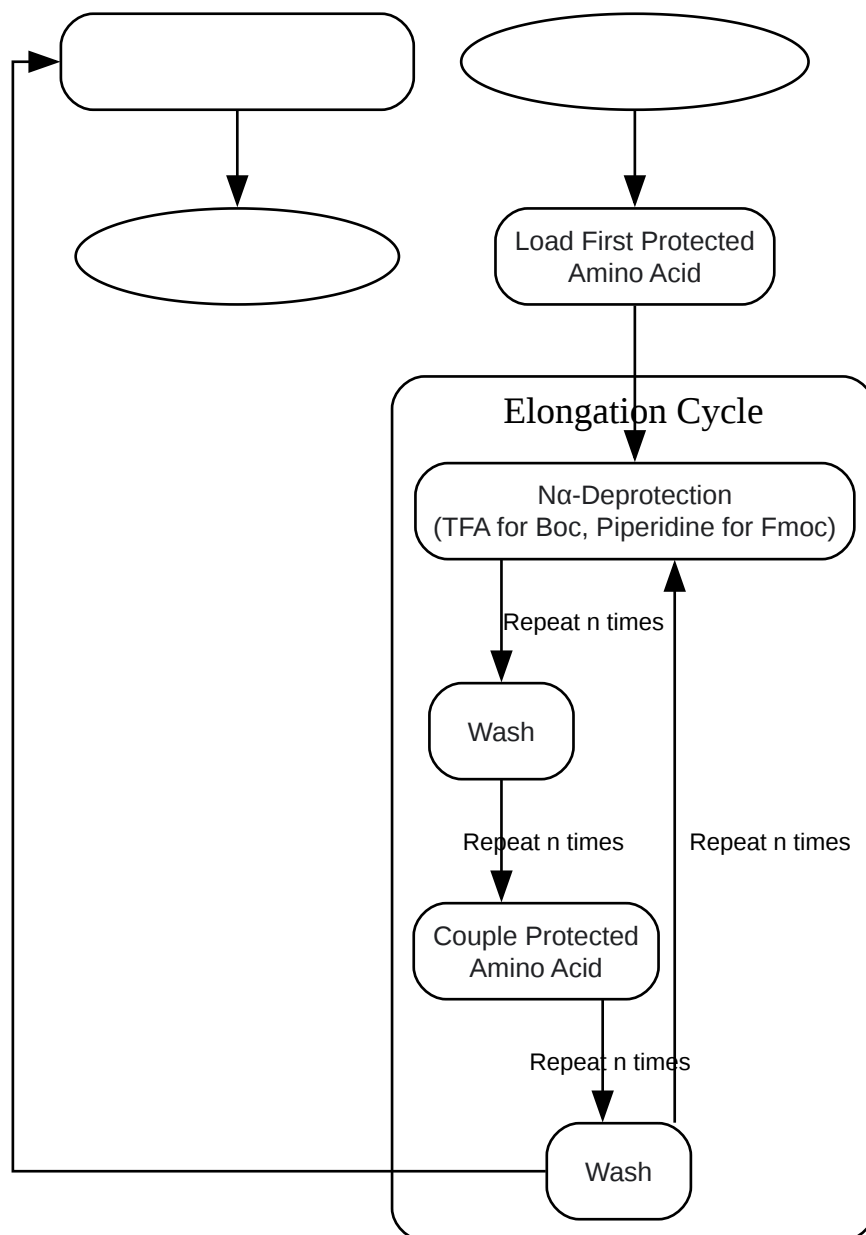 Load First Protected
Amino Acid
Elongation Cycle
Nα-Deprotection
(TFA for Boc, Piperidine for Fmoc)
Repeat n times
Wash
Repeat n times
Repeat n times
Couple Protected
Amino Acid
Repeat n times
Wash